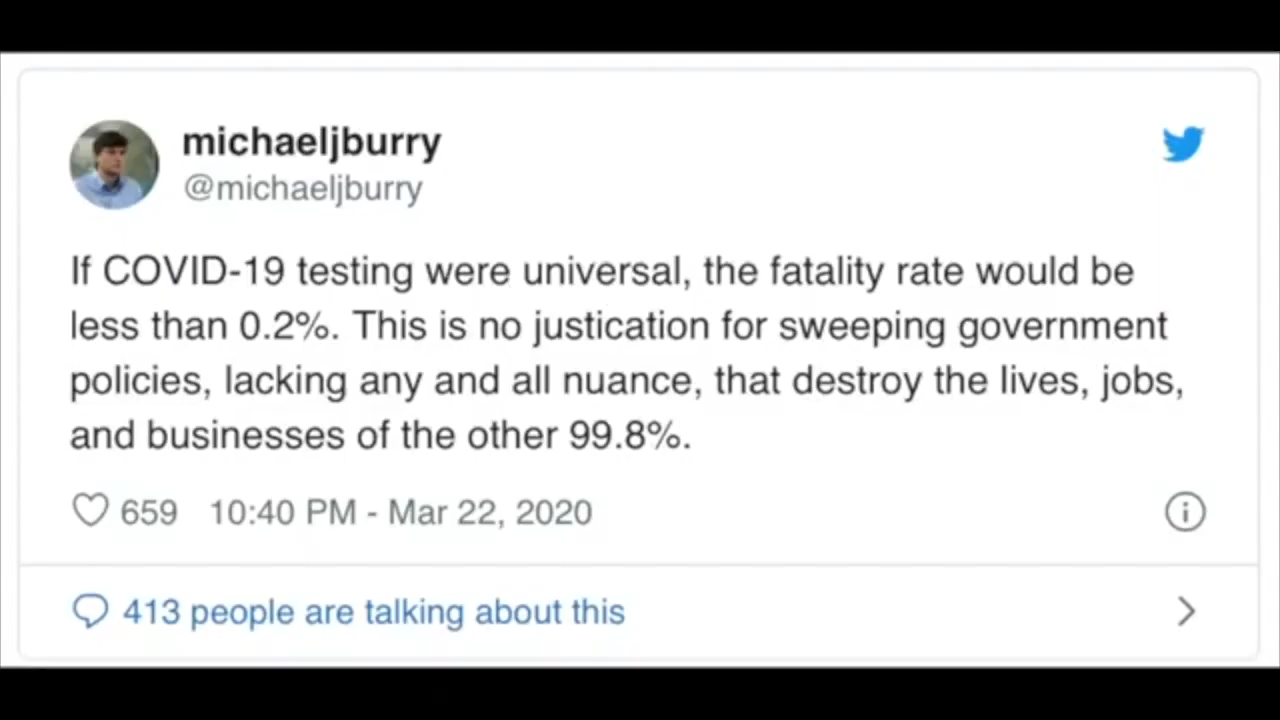 michaeljburry
@michaeljburry
If COVID-19 testing were universal, the fatality rate would be
less than 0.2%. This is no justication for sweeping government
policies, lacking any and all nuance, that destroy the lives, jobs,
and businesses of the other 99.8%.
659 10:40 PM - Mar 22, 2020
413 people are talking about this